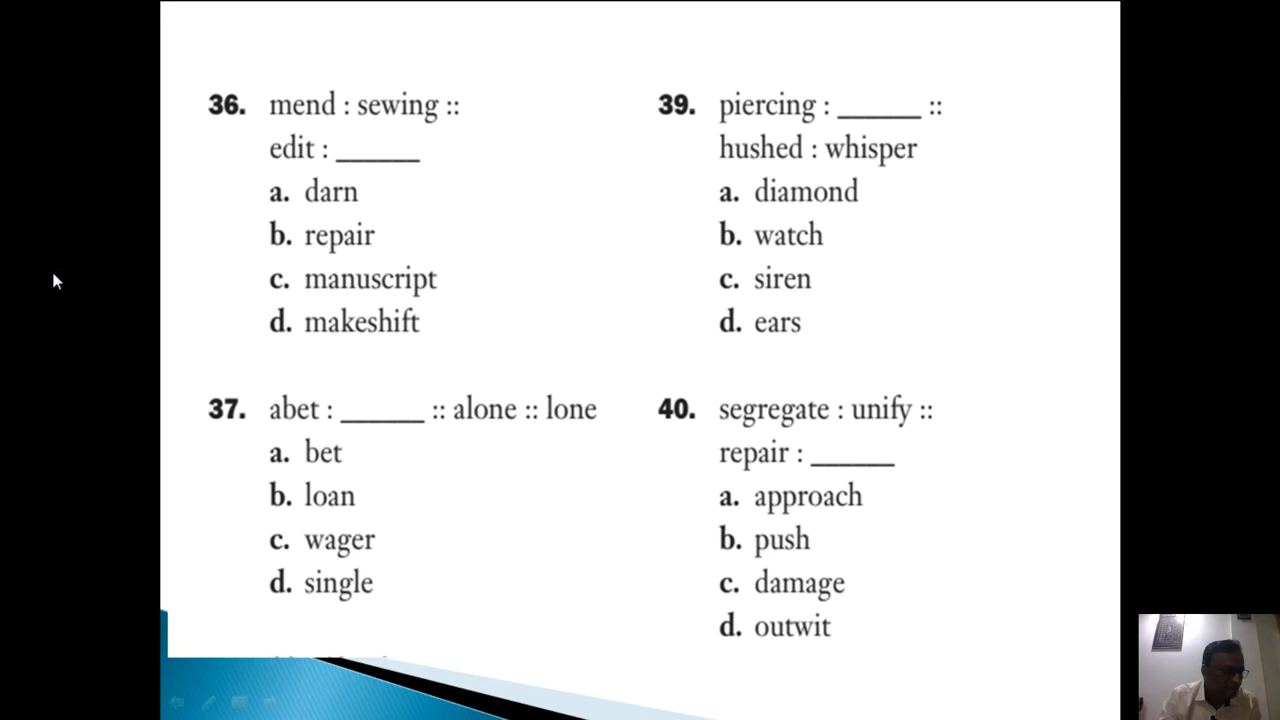 36. mend : sewing ::
edit : ______
a. darn
b. repair
c. manuscript
d. makeshift
37. abet : ______ :: alone :: lone
a. bet
b. loan
c. wager
d. single
39. piercing : ______ ::
hushed : whisper
a. diamond
b. watch
c. siren
d. ears
40. segregate : unify ::
repair : ______
a. approach
b. push
c. damage
d. outwit